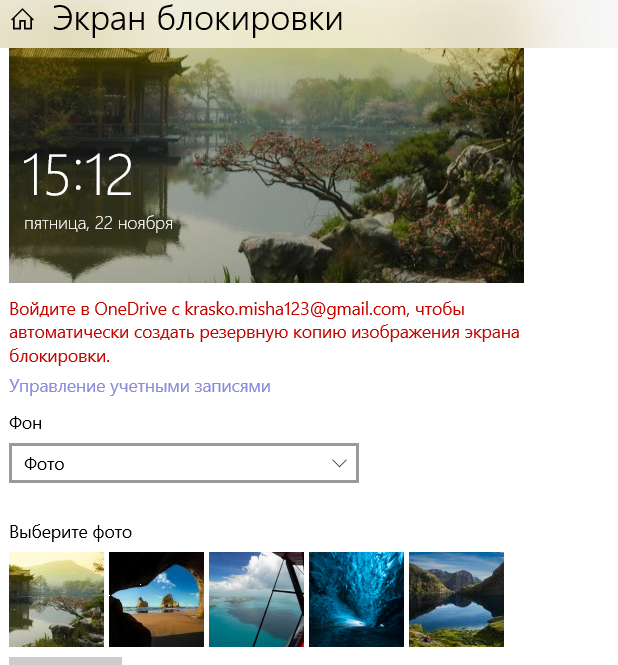 Экран блокировки
15:12
пятница, 22 ноября
Войдите в OneDrive с krasko.misha123@gmail.com, чтобы
автоматически создать резервную копию изображения экрана
блокировки.
Управление учетными записями
Фон
Фото
Выберите фото